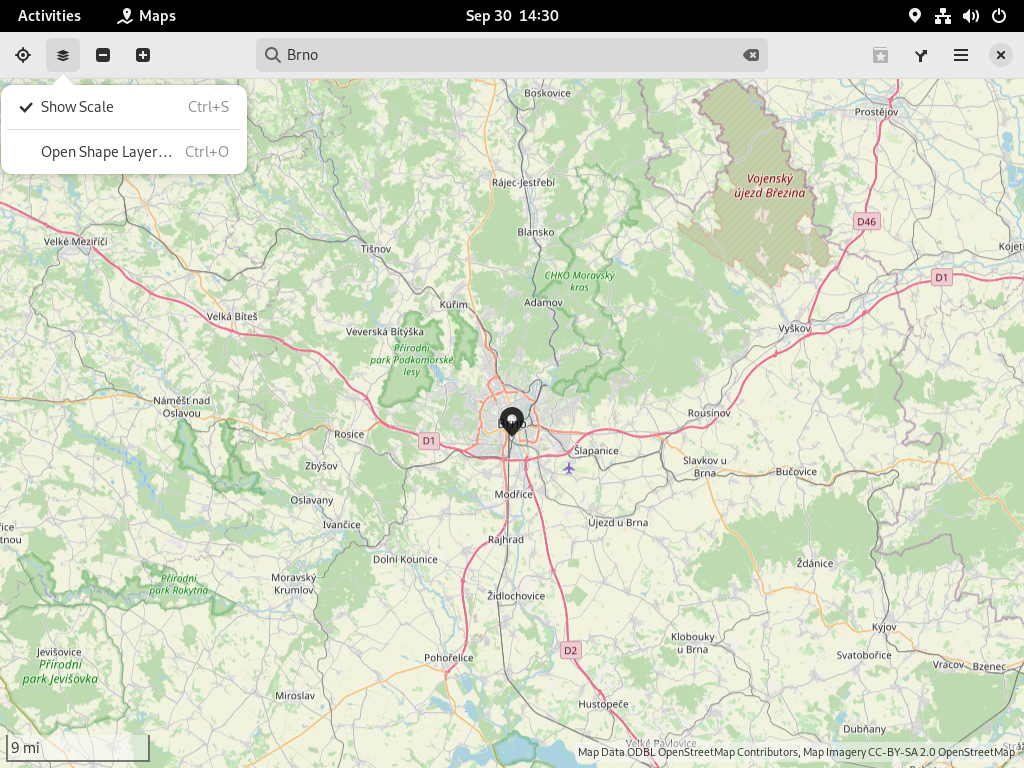 Activities Maps Sep 30 14:30
Brno
Show Scale Ctrl+S
Open Shape Layer… Ctrl+O
Boskovice
Prostějov
Vojenský
újezd Březina
Rájec-Jestřebí
D46
Blansko
Velké Meziříčí
Tišnov
Kojet
CHKO Moravský
kras
D1
Adamov
Kuřim
Velká Bíteš
Veverská Bítýška
Vyškov
Přírodní
park Podkomorské
lesy
Náměšť nad
Oslavou
Rousínov
Brno
Rosice
D1
Šlapanice
Zbýšov
Slavkov u
Brna
Bučovice
Modřice
Oslavany
Ivančice
Újezd u Brna
Rajhrad
Dolní Kounice
Ždánice
Moravský
Krumlov
Přírodní
park Rokytná
Židlochovice
Kyjov
Klobouky
u Brna
Jevišovice
Přírodní
park Jevišovka
D2
Pohořelice
Svatobořice
Vracov
Bzenec
Miroslav
Hustopeče
Dubňany
Velké Pavlovice
9 mi
Map Data ODBL OpenStreetMap Contributors, Map Imagery CC-BY-SA 2.0 OpenStreetMap